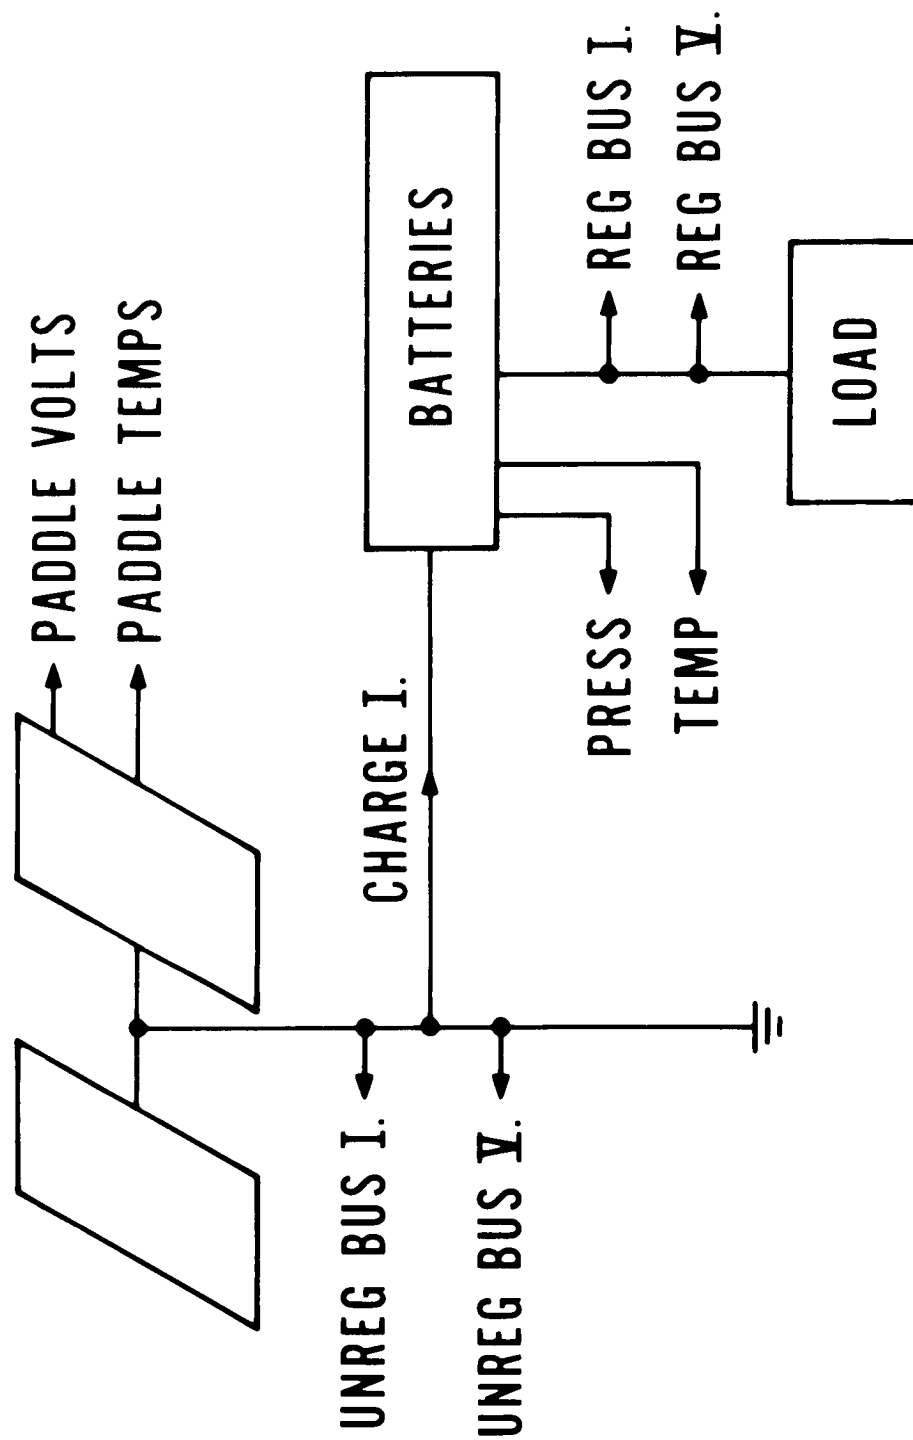 PADDLE VOLTS
PADDLE TEMPS
UNREG BUS I.
CHARGE I.
BATTERIES
UNREG BUS V.
PRESS
REG BUS I.
TEMP
REG BUS V.
LOAD